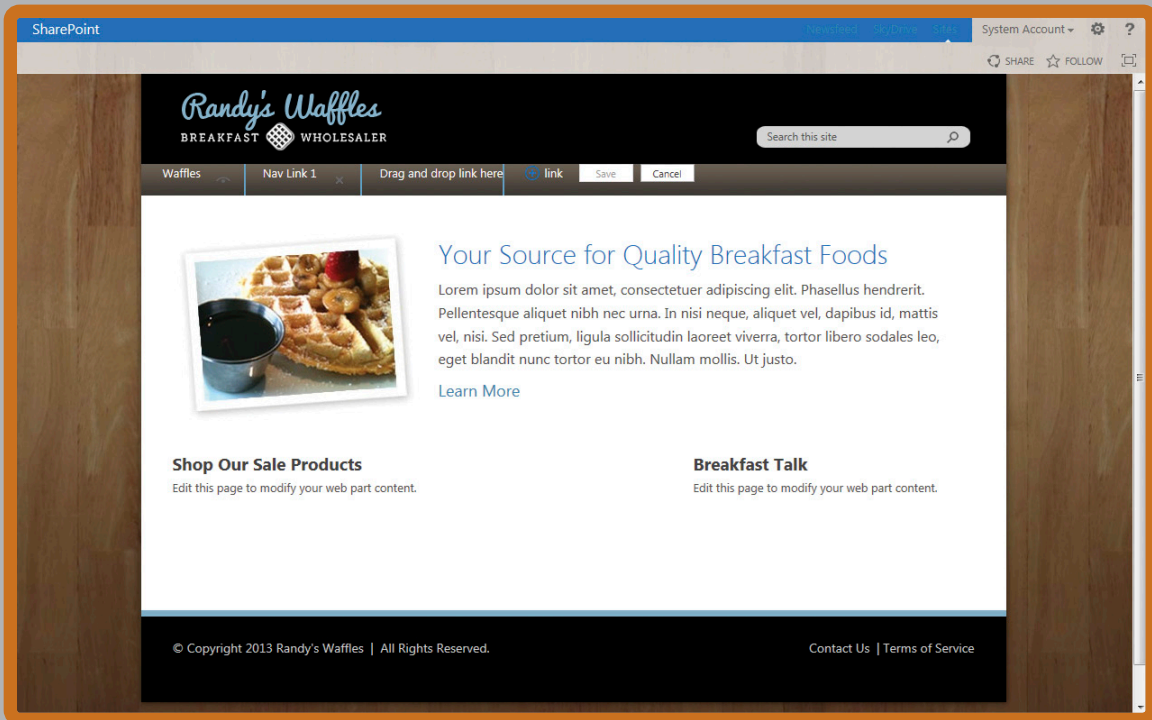 SharePoint
Newsfeed SkyDrive Sites System Account ?
SHARE FOLLOW
Randy's Waffles
BREAKFAST WHOLESALER
Search this site
Waffles Nav Link 1 Drag and drop link here link Save Cancel
Your Source for Quality Breakfast Foods
Lorem ipsum dolor sit amet, consectetuer adipiscing elit. Phasellus hendrerit.
Pellentesque aliquet nibh nec urna. In nisi neque, aliquet vel, dapibus id, mattis
vel, nisi. Sed pretium, ligula sollicitudin laoreet viverra, tortor libero sodales leo,
eget blandit nunc tortor eu nibh. Nullam mollis. Ut justo.
Learn More
Shop Our Sale Products
Edit this page to modify your web part content.
Breakfast Talk
Edit this page to modify your web part content.
© Copyright 2013 Randy's Waffles | All Rights Reserved.
Contact Us | Terms of Service